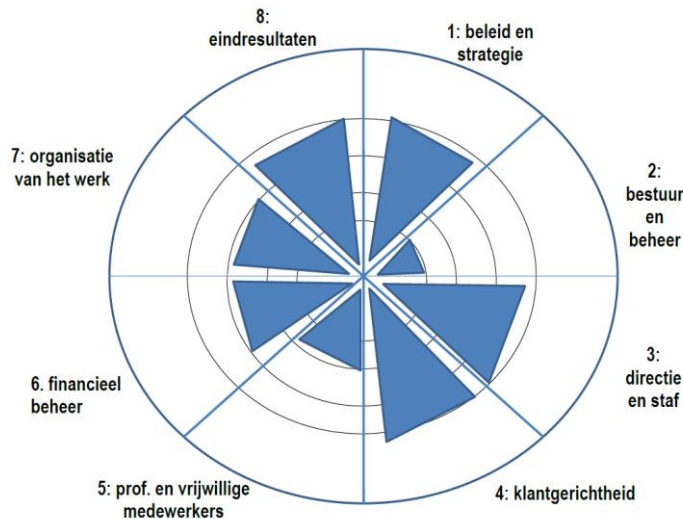 8:
eindresultaten
1: beleid en
strategie
2:
bestuur
en
beheer
3:
directie
en staf
4: klantgerichtheid
5: prof. en vrijwillige
medewerkers
6. financieel
beheer
7: organisatie
van het werk